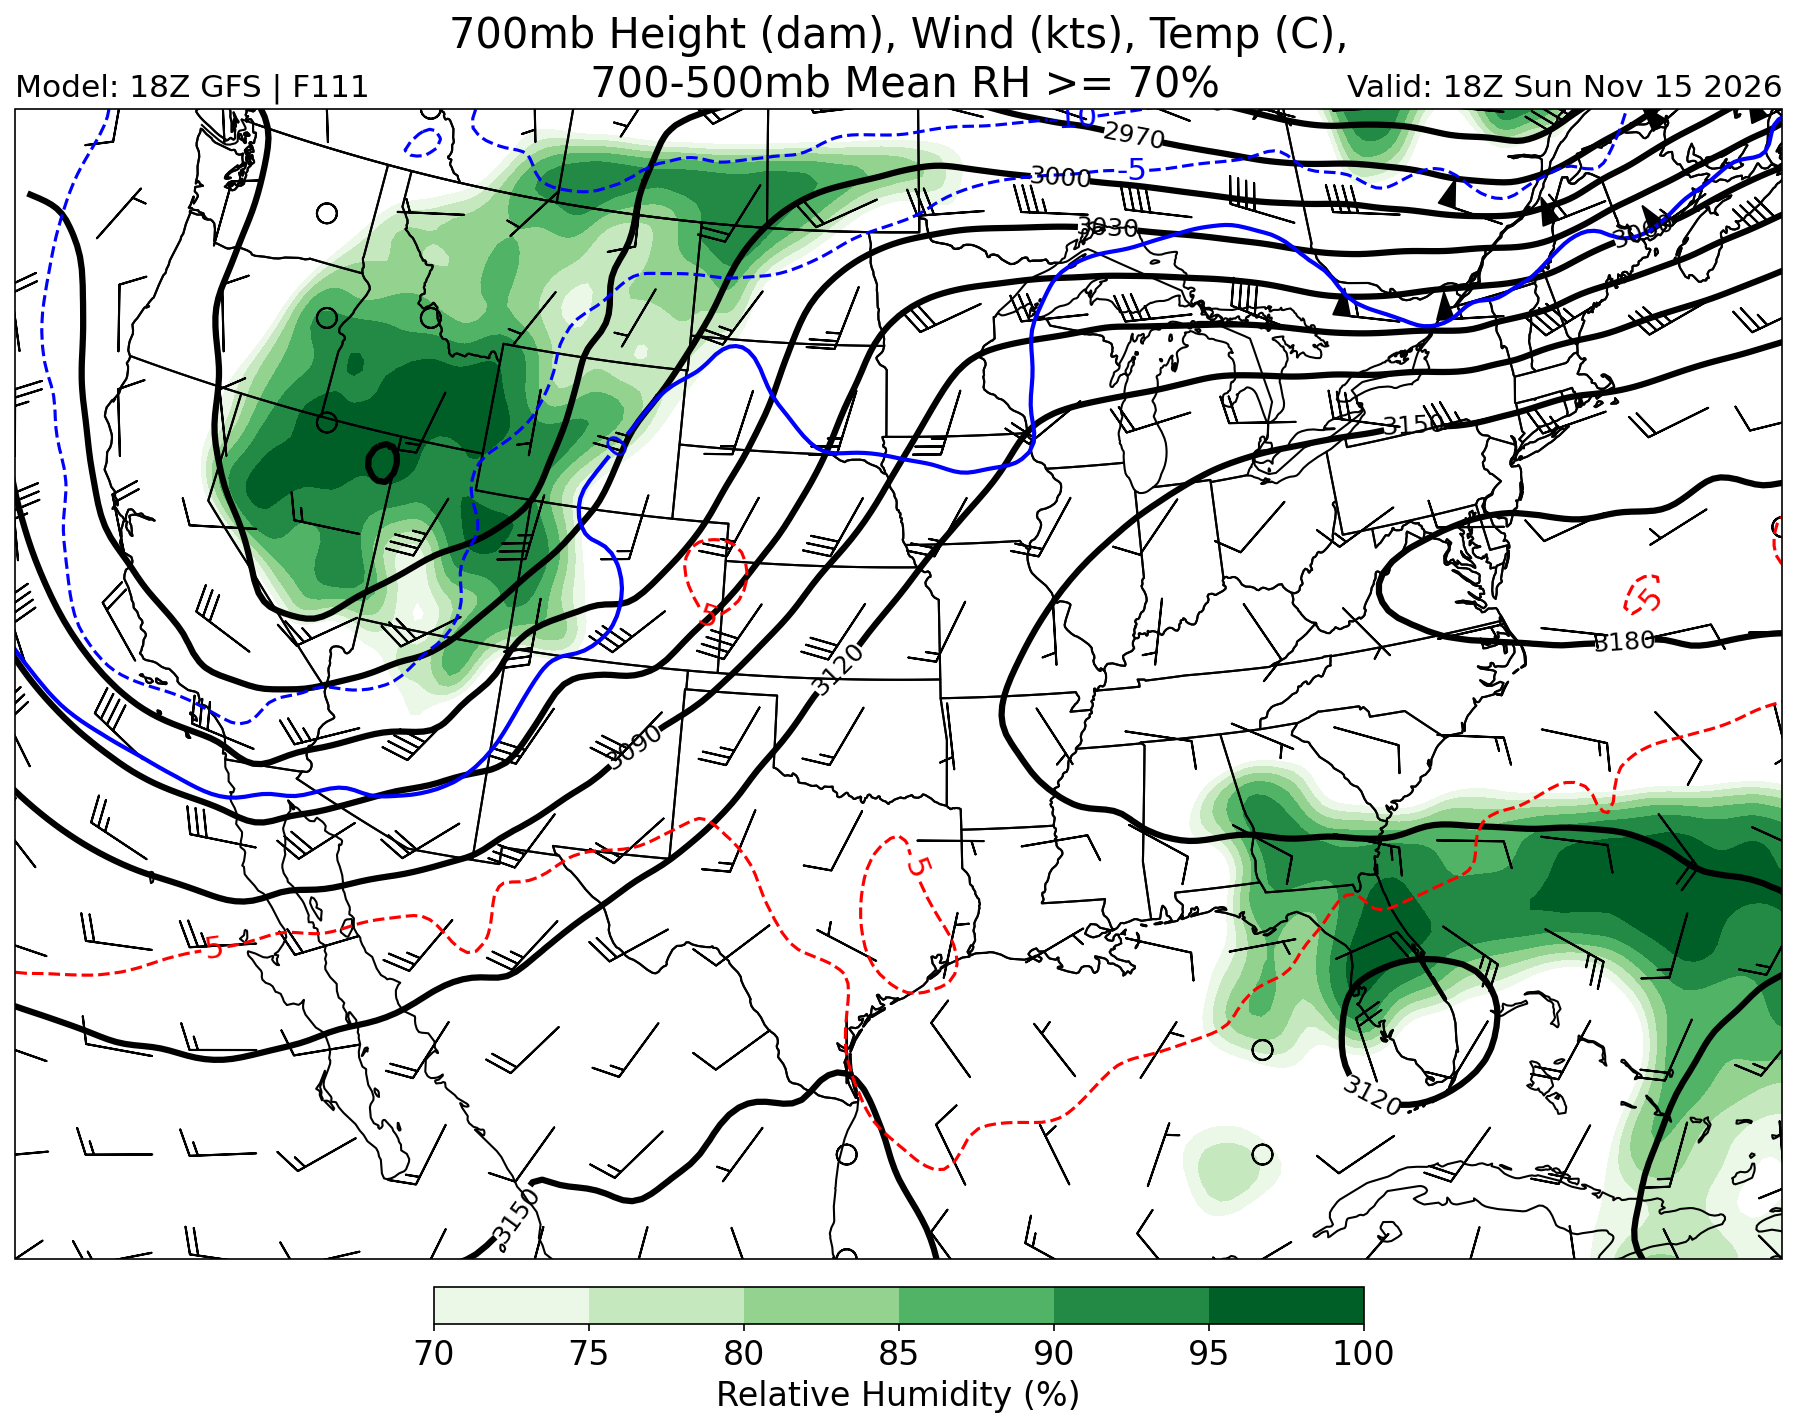 700mb Height (dam), Wind (kts), Temp (C),
700-500mb Mean RH >= 70%
Model: 18Z GFS | F111
Valid: 18Z Sun Nov 15 2026
-10
2970
3000
-5
3030
3060
3150
0
5
3180
-5
3120
3090
5
5
3120
3150
70 75 80 85 90 95 100
Relative Humidity (%)